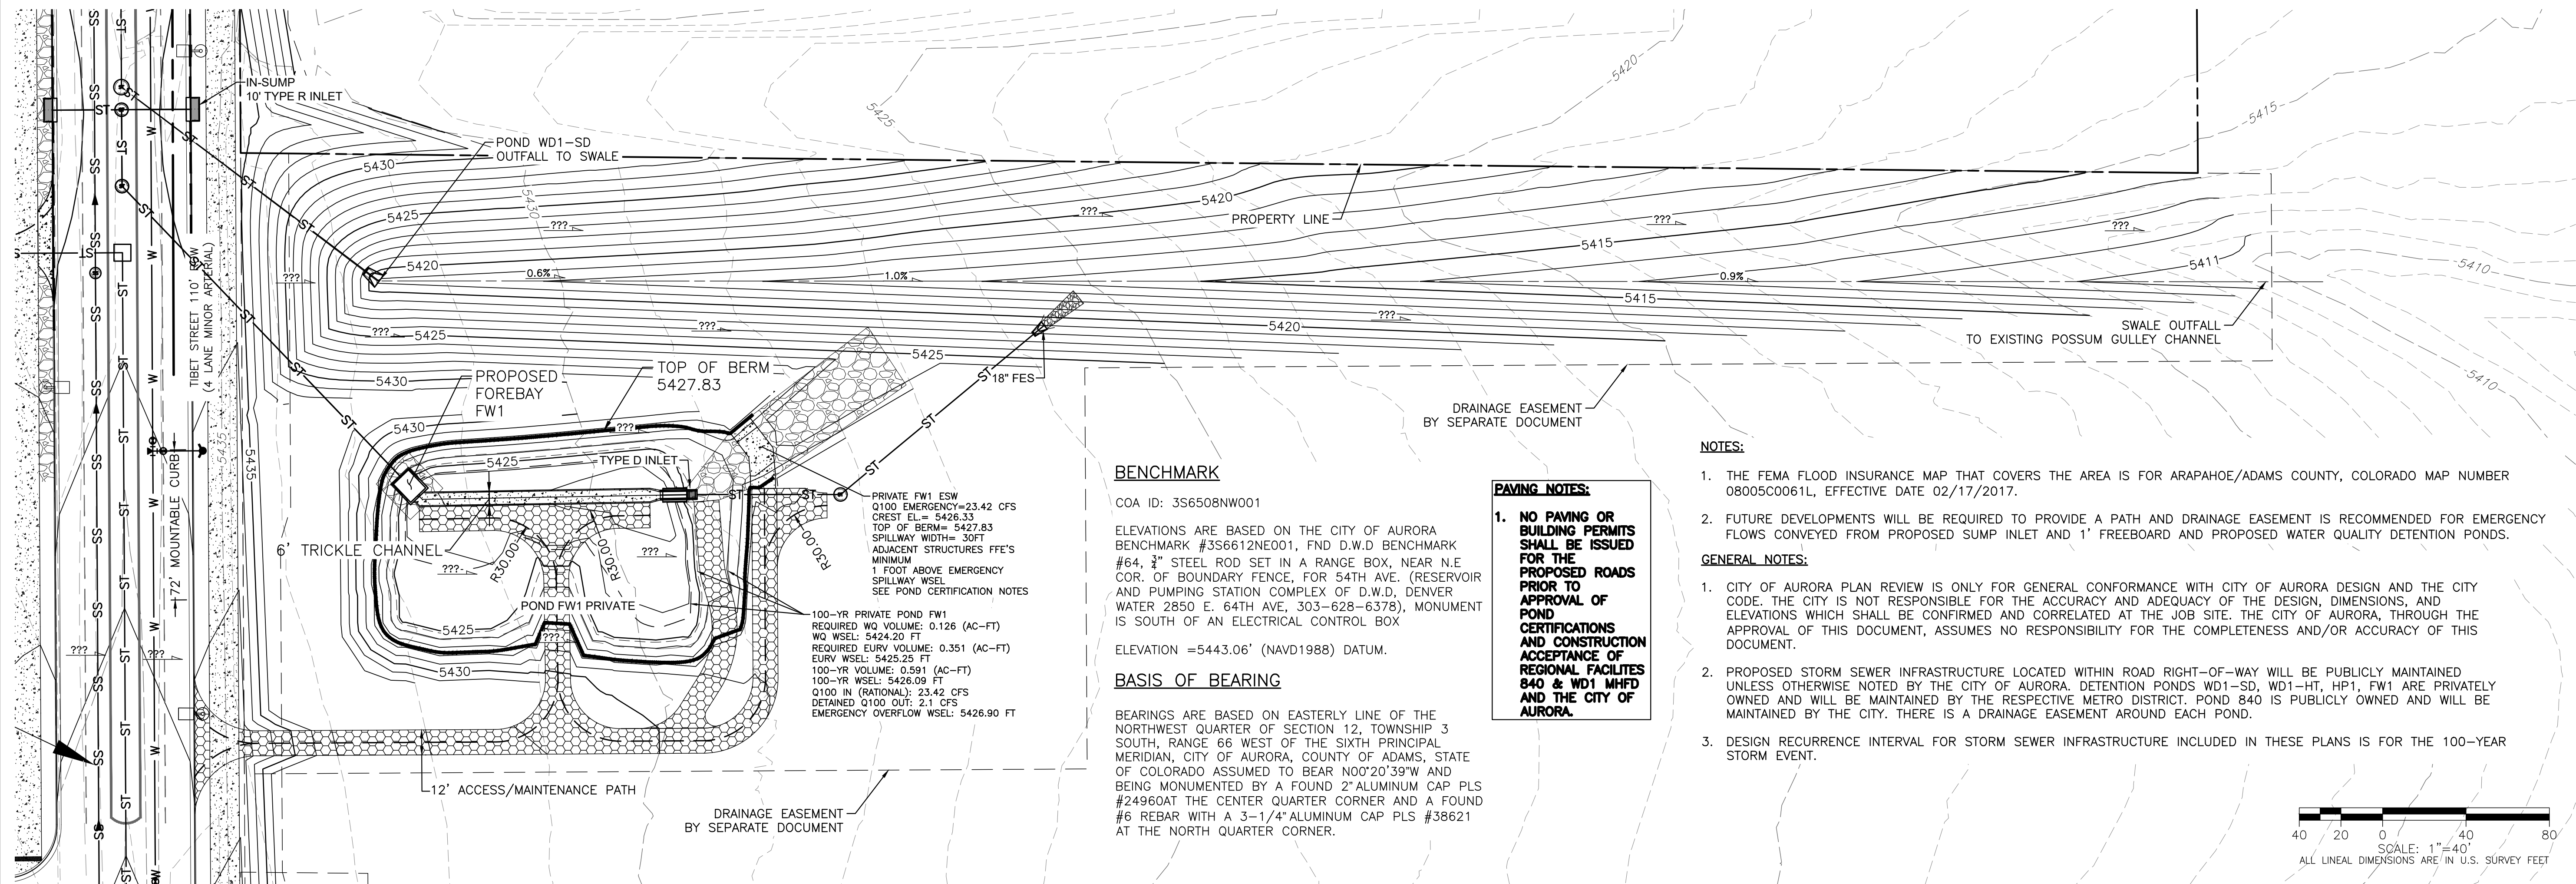 IN-SUMP
10' TYPE R INLET
POND WD1-SD
OUTFALL TO SWALE
5430
5425
5420
5430
5425
5420
5415
5420
PROPERTY LINE
5415
5411
5410
5410
0.6%
1.0%
0.9%
???
???
???
???
???
???
???
???
5415
5420
5425
5425
5430
SWALE OUTFALL
TO EXISTING POSSUM GULLEY CHANNEL
18" FES
DRAINAGE EASEMENT
BY SEPARATE DOCUMENT
TIBET STREET 110' ROW
(4 LANE MINOR ARTERIAL)
72' MOUNTABLE CURB
5435
5435
PROPOSED
FOREBAY
FW1
TOP OF BERM
5427.83
5430
5425
???
TYPE D INLET
6' TRICKLE CHANNEL
R30.00'
R30.00'
R30.00'
???
???
POND FW1 PRIVATE
5425
???
5430
???
???
12' ACCESS/MAINTENANCE PATH
DRAINAGE EASEMENT
BY SEPARATE DOCUMENT
SS
ST
W
PRIVATE FW1 ESW
Q100 EMERGENCY=23.42 CFS
CREST EL.= 5426.33
TOP OF BERM= 5427.83
SPILLWAY WIDTH= 30FT
ADJACENT STRUCTURES FFE'S
MINIMUM
1 FOOT ABOVE EMERGENCY
SPILLWAY WSEL
SEE POND CERTIFICATION NOTES
100-YR PRIVATE POND FW1
REQUIRED WQ VOLUME: 0.126 (AC-FT)
WQ WSEL: 5424.20 FT
REQUIRED EURV VOLUME: 0.351 (AC-FT)
EURV WSEL: 5425.25 FT
100-YR VOLUME: 0.591 (AC-FT)
100-YR WSEL: 5426.09 FT
Q100 IN (RATIONAL): 23.42 CFS
DETAINED Q100 OUT: 2.1 CFS
EMERGENCY OVERFLOW WSEL: 5426.90 FT
BENCHMARK
COA ID: 3S6508NW001
ELEVATIONS ARE BASED ON THE CITY OF AURORA
BENCHMARK #3S6612NE001, FND D.W.D BENCHMARK
#64, ¾" STEEL ROD SET IN A RANGE BOX, NEAR N.E
COR. OF BOUNDARY FENCE, FOR 54TH AVE. (RESERVOIR
AND PUMPING STATION COMPLEX OF D.W.D, DENVER
WATER 2850 E. 64TH AVE, 303-628-6378), MONUMENT
IS SOUTH OF AN ELECTRICAL CONTROL BOX
ELEVATION =5443.06' (NAVD1988) DATUM.
BASIS OF BEARING
BEARINGS ARE BASED ON EASTERLY LINE OF THE
NORTHWEST QUARTER OF SECTION 12, TOWNSHIP 3
SOUTH, RANGE 66 WEST OF THE SIXTH PRINCIPAL
MERIDIAN, CITY OF AURORA, COUNTY OF ADAMS, STATE
OF COLORADO ASSUMED TO BEAR N00°20'39"W AND
BEING MONUMENTED BY A FOUND 2" ALUMINUM CAP PLS
#24960AT THE CENTER QUARTER CORNER AND A FOUND
#6 REBAR WITH A 3-1/4" ALUMINUM CAP PLS #38621
AT THE NORTH QUARTER CORNER.
PAVING NOTES:
1. NO PAVING OR
BUILDING PERMITS
SHALL BE ISSUED
FOR THE
PROPOSED ROADS
PRIOR TO
APPROVAL OF
POND
CERTIFICATIONS
AND CONSTRUCTION
ACCEPTANCE OF
REGIONAL FACILITES
840 & WD1 MHFD
AND THE CITY OF
AURORA.
NOTES:
1. THE FEMA FLOOD INSURANCE MAP THAT COVERS THE AREA IS FOR ARAPAHOE/ADAMS COUNTY, COLORADO MAP NUMBER
08005C0061L, EFFECTIVE DATE 02/17/2017.
2. FUTURE DEVELOPMENTS WILL BE REQUIRED TO PROVIDE A PATH AND DRAINAGE EASEMENT IS RECOMMENDED FOR EMERGENCY
FLOWS CONVEYED FROM PROPOSED SUMP INLET AND 1' FREEBOARD AND PROPOSED WATER QUALITY DETENTION PONDS.
GENERAL NOTES:
1. CITY OF AURORA PLAN REVIEW IS ONLY FOR GENERAL CONFORMANCE WITH CITY OF AURORA DESIGN AND THE CITY
CODE. THE CITY IS NOT RESPONSIBLE FOR THE ACCURACY AND ADEQUACY OF THE DESIGN, DIMENSIONS, AND
ELEVATIONS WHICH SHALL BE CONFIRMED AND CORRELATED AT THE JOB SITE. THE CITY OF AURORA, THROUGH THE
APPROVAL OF THIS DOCUMENT, ASSUMES NO RESPONSIBILITY FOR THE COMPLETENESS AND/OR ACCURACY OF THIS
DOCUMENT.
2. PROPOSED STORM SEWER INFRASTRUCTURE LOCATED WITHIN ROAD RIGHT-OF-WAY WILL BE PUBLICLY MAINTAINED
UNLESS OTHERWISE NOTED BY THE CITY OF AURORA. DETENTION PONDS WD1-SD, WD1-HT, HP1, FW1 ARE PRIVATELY
OWNED AND WILL BE MAINTAINED BY THE RESPECTIVE METRO DISTRICT. POND 840 IS PUBLICLY OWNED AND WILL BE
MAINTAINED BY THE CITY. THERE IS A DRAINAGE EASEMENT AROUND EACH POND.
3. DESIGN RECURRENCE INTERVAL FOR STORM SEWER INFRASTRUCTURE INCLUDED IN THESE PLANS IS FOR THE 100-YEAR
STORM EVENT.
40 20 0 40 80
SCALE: 1"=40'
ALL LINEAL DIMENSIONS ARE IN U.S. SURVEY FEET